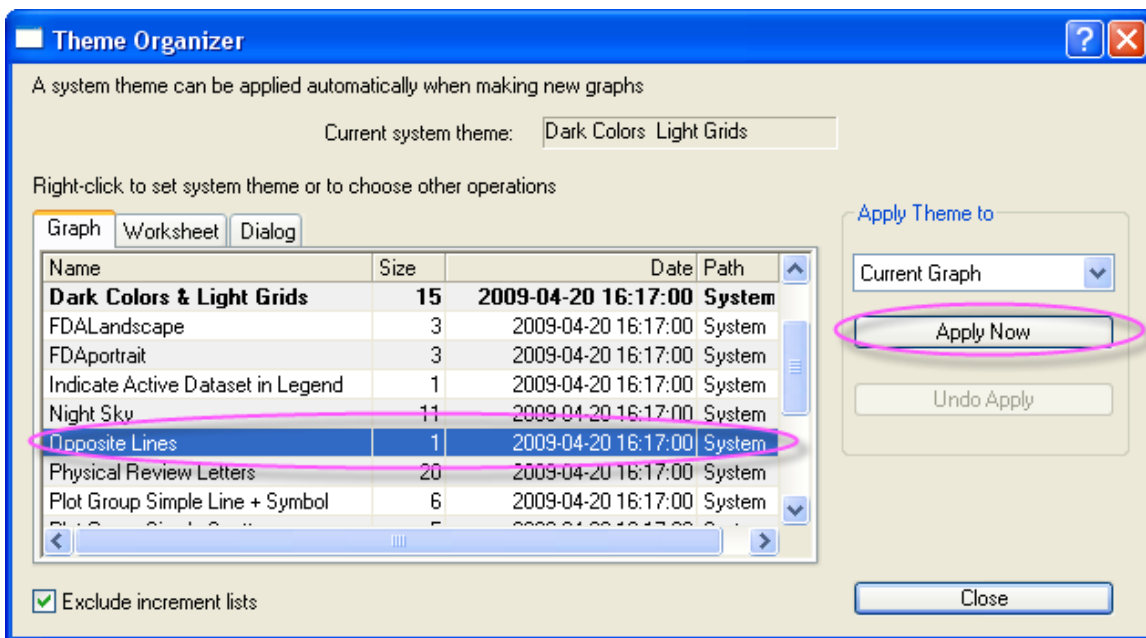 Theme Organizer
A system theme can be applied automatically when making new graphs
Current system theme: Dark Colors Light Grids
Right-click to set system theme or to choose other operations
Graph Worksheet Dialog
Name Size Date Path
Dark Colors & Light Grids 15 2009-04-20 16:17:00 System
FDALandscape 3 2009-04-20 16:17:00 System
FDAportrait 3 2009-04-20 16:17:00 System
Indicate Active Dataset in Legend 1 2009-04-20 16:17:00 System
Night Sky 11 2009-04-20 16:17:00 System
Opposite Lines 1 2009-04-20 16:17:00 System
Physical Review Letters 20 2009-04-20 16:17:00 System
Plot Group Simple Line + Symbol 6 2009-04-20 16:17:00 System
Exclude increment lists
Apply Theme to
Current Graph
Apply Now
Undo Apply
Close